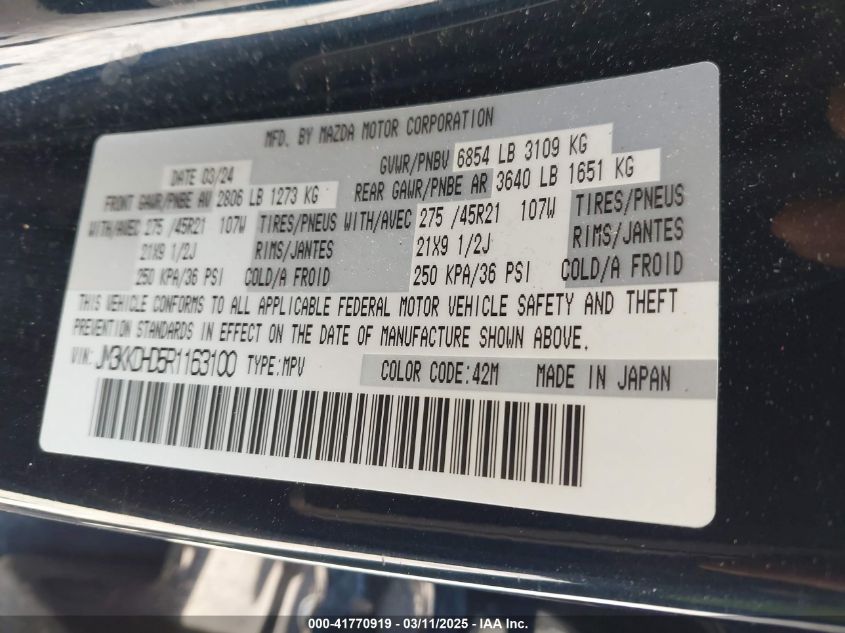 MFD. BY MAZDA MOTOR CORPORATION
DATE 03/24 GVWR/PNBV 6854 LB 3109 KG
FRONT GAWR/PNBE AV 2806 LB 1273 KG REAR GAWR/PNBE AR 3640 LB 1651 KG
WITH/AVEC 275 /45R21 107W TIRES/PNEUS WITH/AVEC 275 /45R21 107W TIRES/PNEUS
21X9 1/2J RIMS/JANTES 21X9 1/2J RIMS/JANTES
250 KPA/36 PSI COLD/A FROID 250 KPA/36 PSI COLD/A FROID
THIS VEHICLE CONFORMS TO ALL APPLICABLE FEDERAL MOTOR VEHICLE SAFETY AND THEFT
PREVENTION STANDARDS IN EFFECT ON THE DATE OF MANUFACTURE SHOWN ABOVE.
VIN: JM3KKDHD5R1163100 TYPE:MPV COLOR CODE:42M MADE IN JAPAN
000-41770919 - 03/11/2025 - IAA Inc.